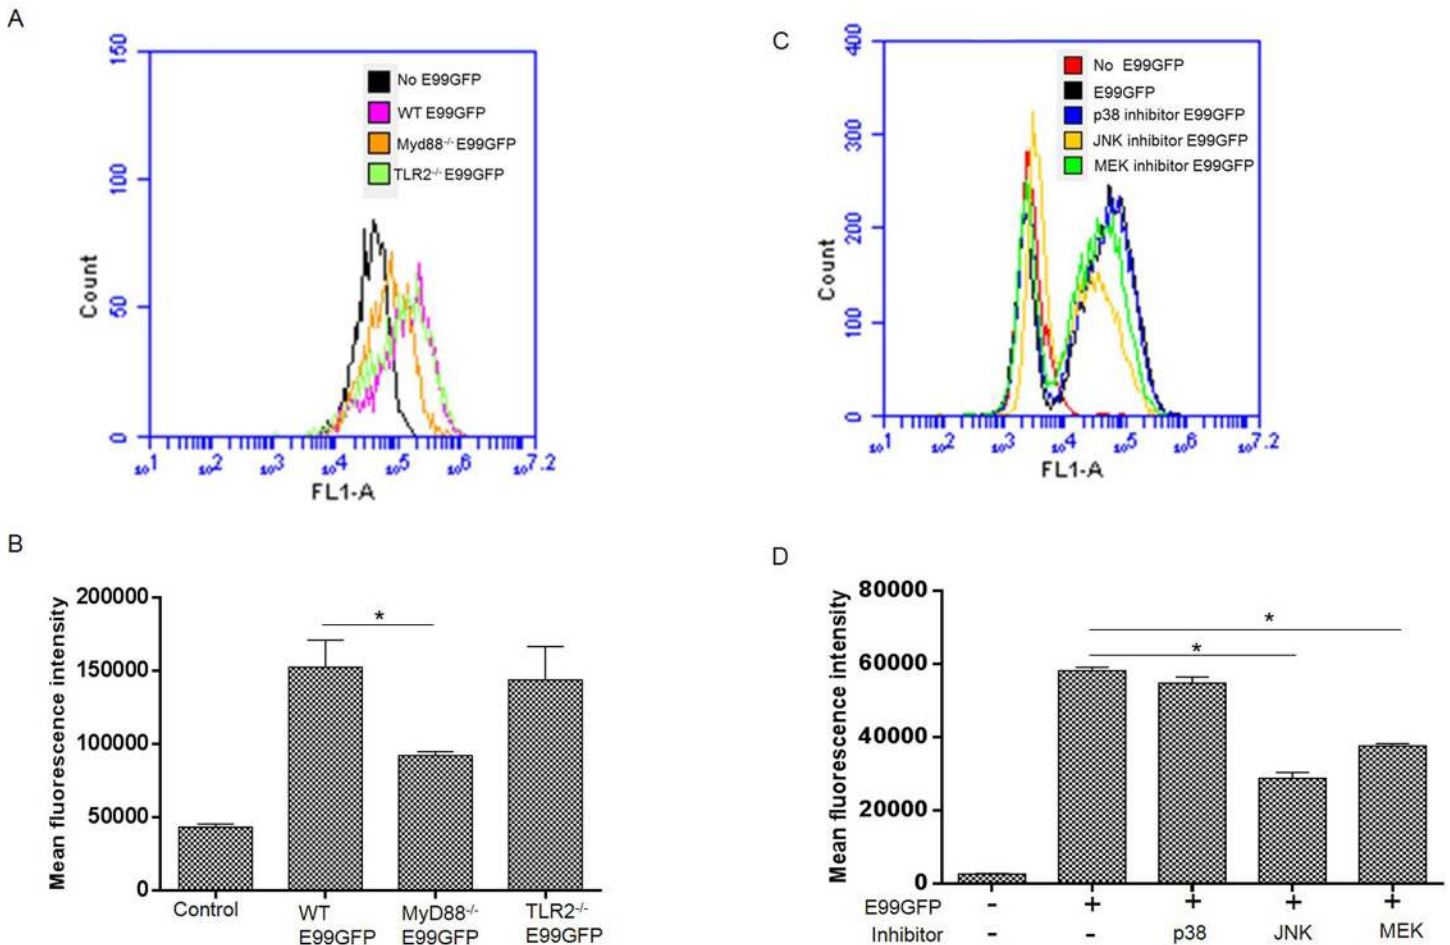 A
150
100
50
0
Count
No E99GFP
WT E99GFP
Myd88-/- E99GFP
TLR2-/- E99GFP
10^1 10^2 10^3 10^4 10^5 10^6 10^7.2
FL1-A
C
400
300
200
100
0
Count
No E99GFP
E99GFP
p38 inhibitor E99GFP
JNK inhibitor E99GFP
MEK inhibitor E99GFP
10^1 10^2 10^3 10^4 10^5 10^6 10^7.2
FL1-A
B
Mean fluorescence intensity
200000
150000
100000
50000
0
*
Control WT MyD88-/- TLR2-/-
E99GFP E99GFP E99GFP
D
Mean fluorescence intensity
80000
60000
40000
20000
0
*
*
E99GFP - + + + +
Inhibitor - - p38 JNK MEK